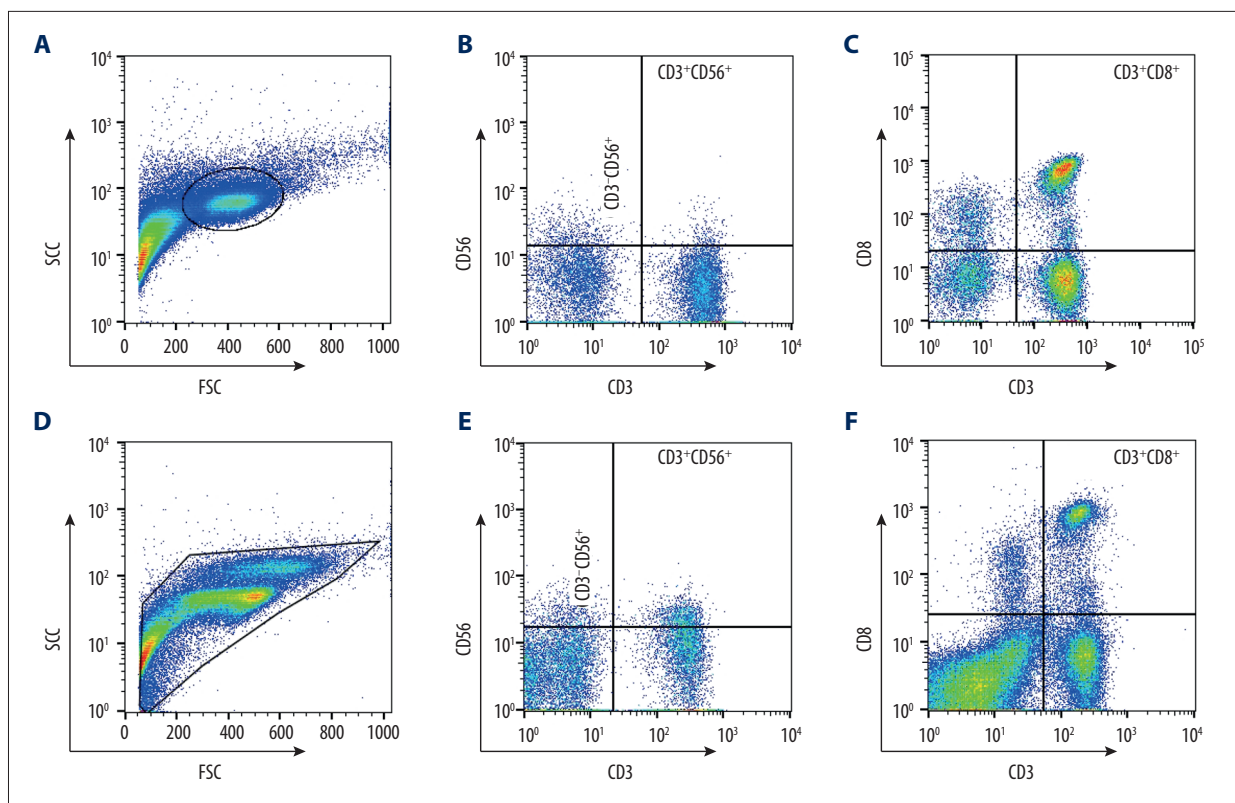 A
10⁴
10³
10²
10¹
10⁰
SCC
0 200 400 600 800 1000
FSC
B
10⁴
10³
10²
10¹
10⁰
CD56
CD3⁺CD56⁺
CD3⁻CD56⁺
10⁰ 10¹ 10² 10³ 10⁴
CD3
C
10⁵
10⁴
10³
10²
10¹
10⁰
CD8
CD3⁺CD8⁺
10⁰ 10¹ 10² 10³ 10⁴ 10⁵
CD3
D
10⁴
10³
10²
10¹
10⁰
SCC
0 200 400 600 800 1000
FSC
E
10⁴
10³
10²
10¹
10⁰
CD56
CD3⁺CD56⁺
CD3⁻CD56⁺
10⁰ 10¹ 10² 10³ 10⁴
CD3
F
10⁴
10³
10²
10¹
10⁰
CD8
CD3⁺CD8⁺
10⁰ 10¹ 10² 10³ 10⁴
CD3